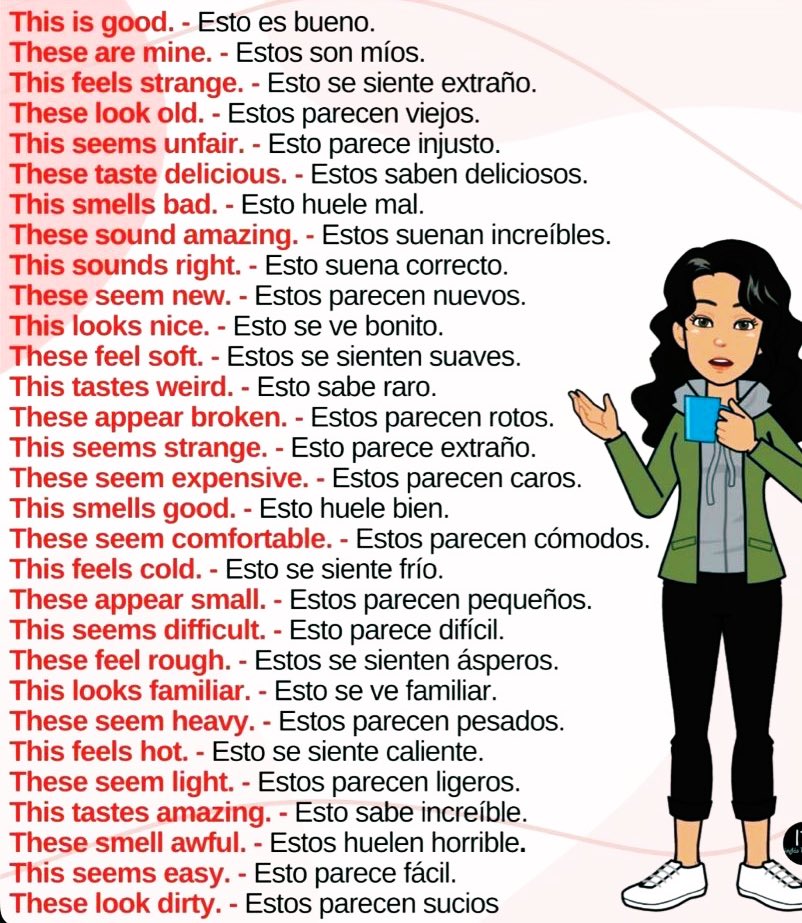 This is good. - Esto es bueno.
These are mine. - Estos son míos.
This feels strange. - Esto se siente extraño.
These look old. - Estos parecen viejos.
This seems unfair. - Esto parece injusto.
These taste delicious. - Estos saben deliciosos.
This smells bad. - Esto huele mal.
These sound amazing. - Estos suenan increíbles.
This sounds right. - Esto suena correcto.
These seem new. - Estos parecen nuevos.
This looks nice. - Esto se ve bonito.
These feel soft. - Estos se sienten suaves.
This tastes weird. - Esto sabe raro.
These appear broken. - Estos parecen rotos.
This seems strange. - Esto parece extraño.
These seem expensive. - Estos parecen caros.
This smells good. - Esto huele bien.
These seem comfortable. - Estos parecen cómodos.
This feels cold. - Esto se siente frío.
These appear small. - Estos parecen pequeños.
This seems difficult. - Esto parece difícil.
These feel rough. - Estos se sienten ásperos.
This looks familiar. - Esto se ve familiar.
These seem heavy. - Estos parecen pesados.
This feels hot. - Esto se siente caliente.
These seem light. - Estos parecen ligeros.
This tastes amazing. - Esto sabe increíble.
These smell awful. - Estos huelen horrible.
This seems easy. - Esto parece fácil.
These look dirty. - Estos parecen sucios